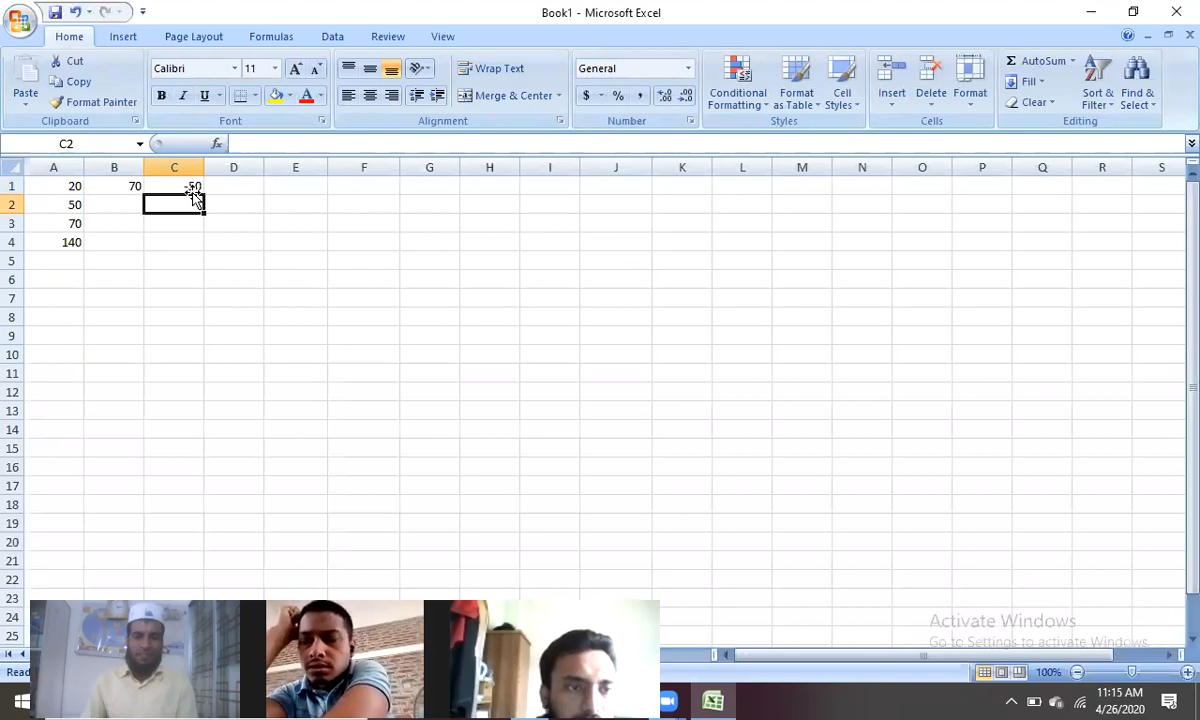 Book1 - Microsoft Excel
Home Insert Page Layout Formulas Data Review View
Paste Cut Copy Format Painter Clipboard
Calibri 11 A A B I U A Font
Wrap Text Merge & Center Alignment
General $ % , Number
Conditional Formatting Format as Table Cell Styles Styles
Insert Delete Format Cells
Σ AutoSum Fill Clear Sort & Filter Find & Select Editing
C2 fx
A B C D E F G H I J K L M N O P Q R S
1 20 70
2 50
3 70
4 140
5
6
7
8
9
10
11
12
13
14
15
16
17
18
19
20
21
22
23
24
25
Activate Windows
Go to Settings to activate Windows.
100%
11:15 AM
4/26/2020